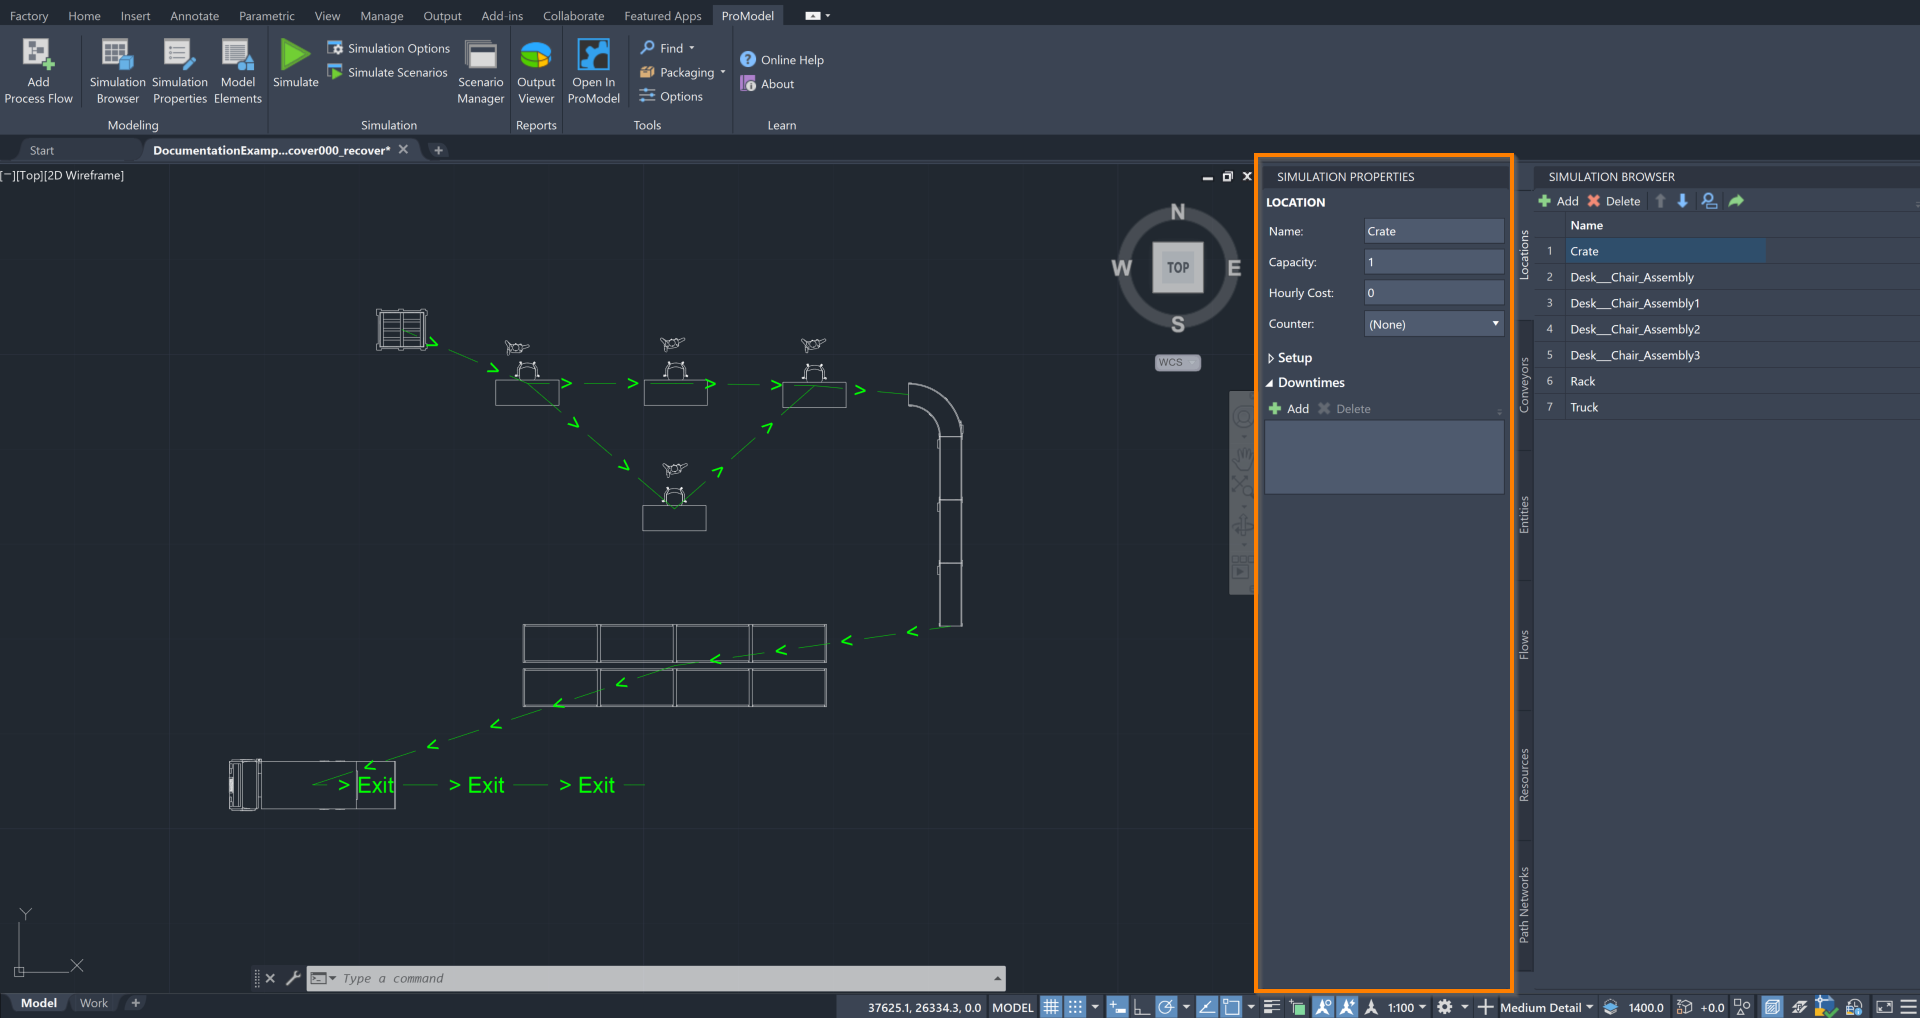 Factory Home Insert Annotate Parametric View Manage Output Add-ins Collaborate Featured Apps ProModel
Add Process Flow
Simulation Browser
Simulation Properties
Model Elements
Modeling
Simulate
Simulation Options
Simulate Scenarios
Scenario Manager
Simulation
Output Viewer
Reports
Open In ProModel
Find
Packaging
Options
Tools
Online Help
About
Learn
Start
DocumentationExamp...cover000_recover*
[−][Top][2D Wireframe]
N
W TOP E
S
WCS
> Exit > Exit > Exit
Y
X
Type a command
SIMULATION PROPERTIES
LOCATION
Name: Crate
Capacity: 1
Hourly Cost: 0
Counter: (None)
Setup
Downtimes
Add Delete
Locations
Conveyors
Entities
Flows
Resources
Path Networks
SIMULATION BROWSER
Add Delete
Name
1 Crate
2 Desk__Chair_Assembly
3 Desk__Chair_Assembly1
4 Desk__Chair_Assembly2
5 Desk__Chair_Assembly3
6 Rack
7 Truck
Model Work
37625.1, 26334.3, 0.0 MODEL 1:100 Medium Detail 1400.0 +0.0